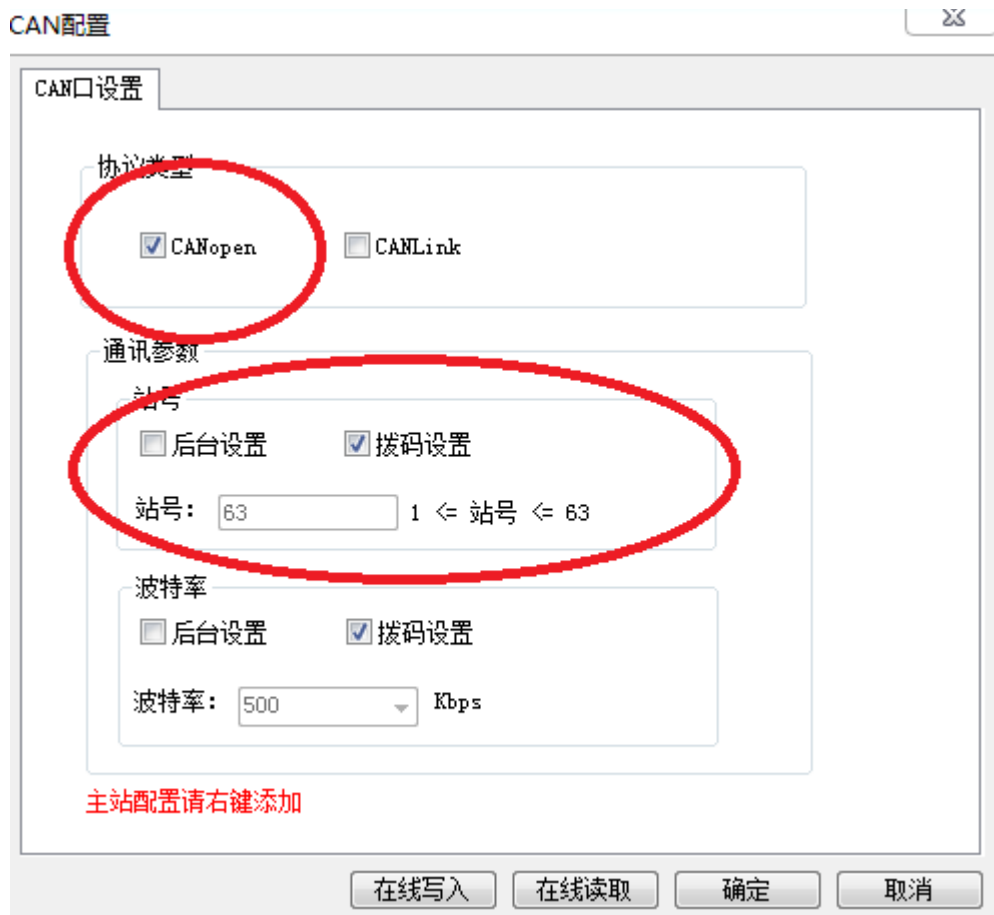 CAN配置
CAN口设置
协议类型
CANopen CANLink
通讯参数
站号
后台设置 拨码设置
站号: 63 1 <= 站号 <= 63
波特率
后台设置 拨码设置
波特率: 500 Kbps
主站配置请右键添加
在线写入 在线读取 确定 取消